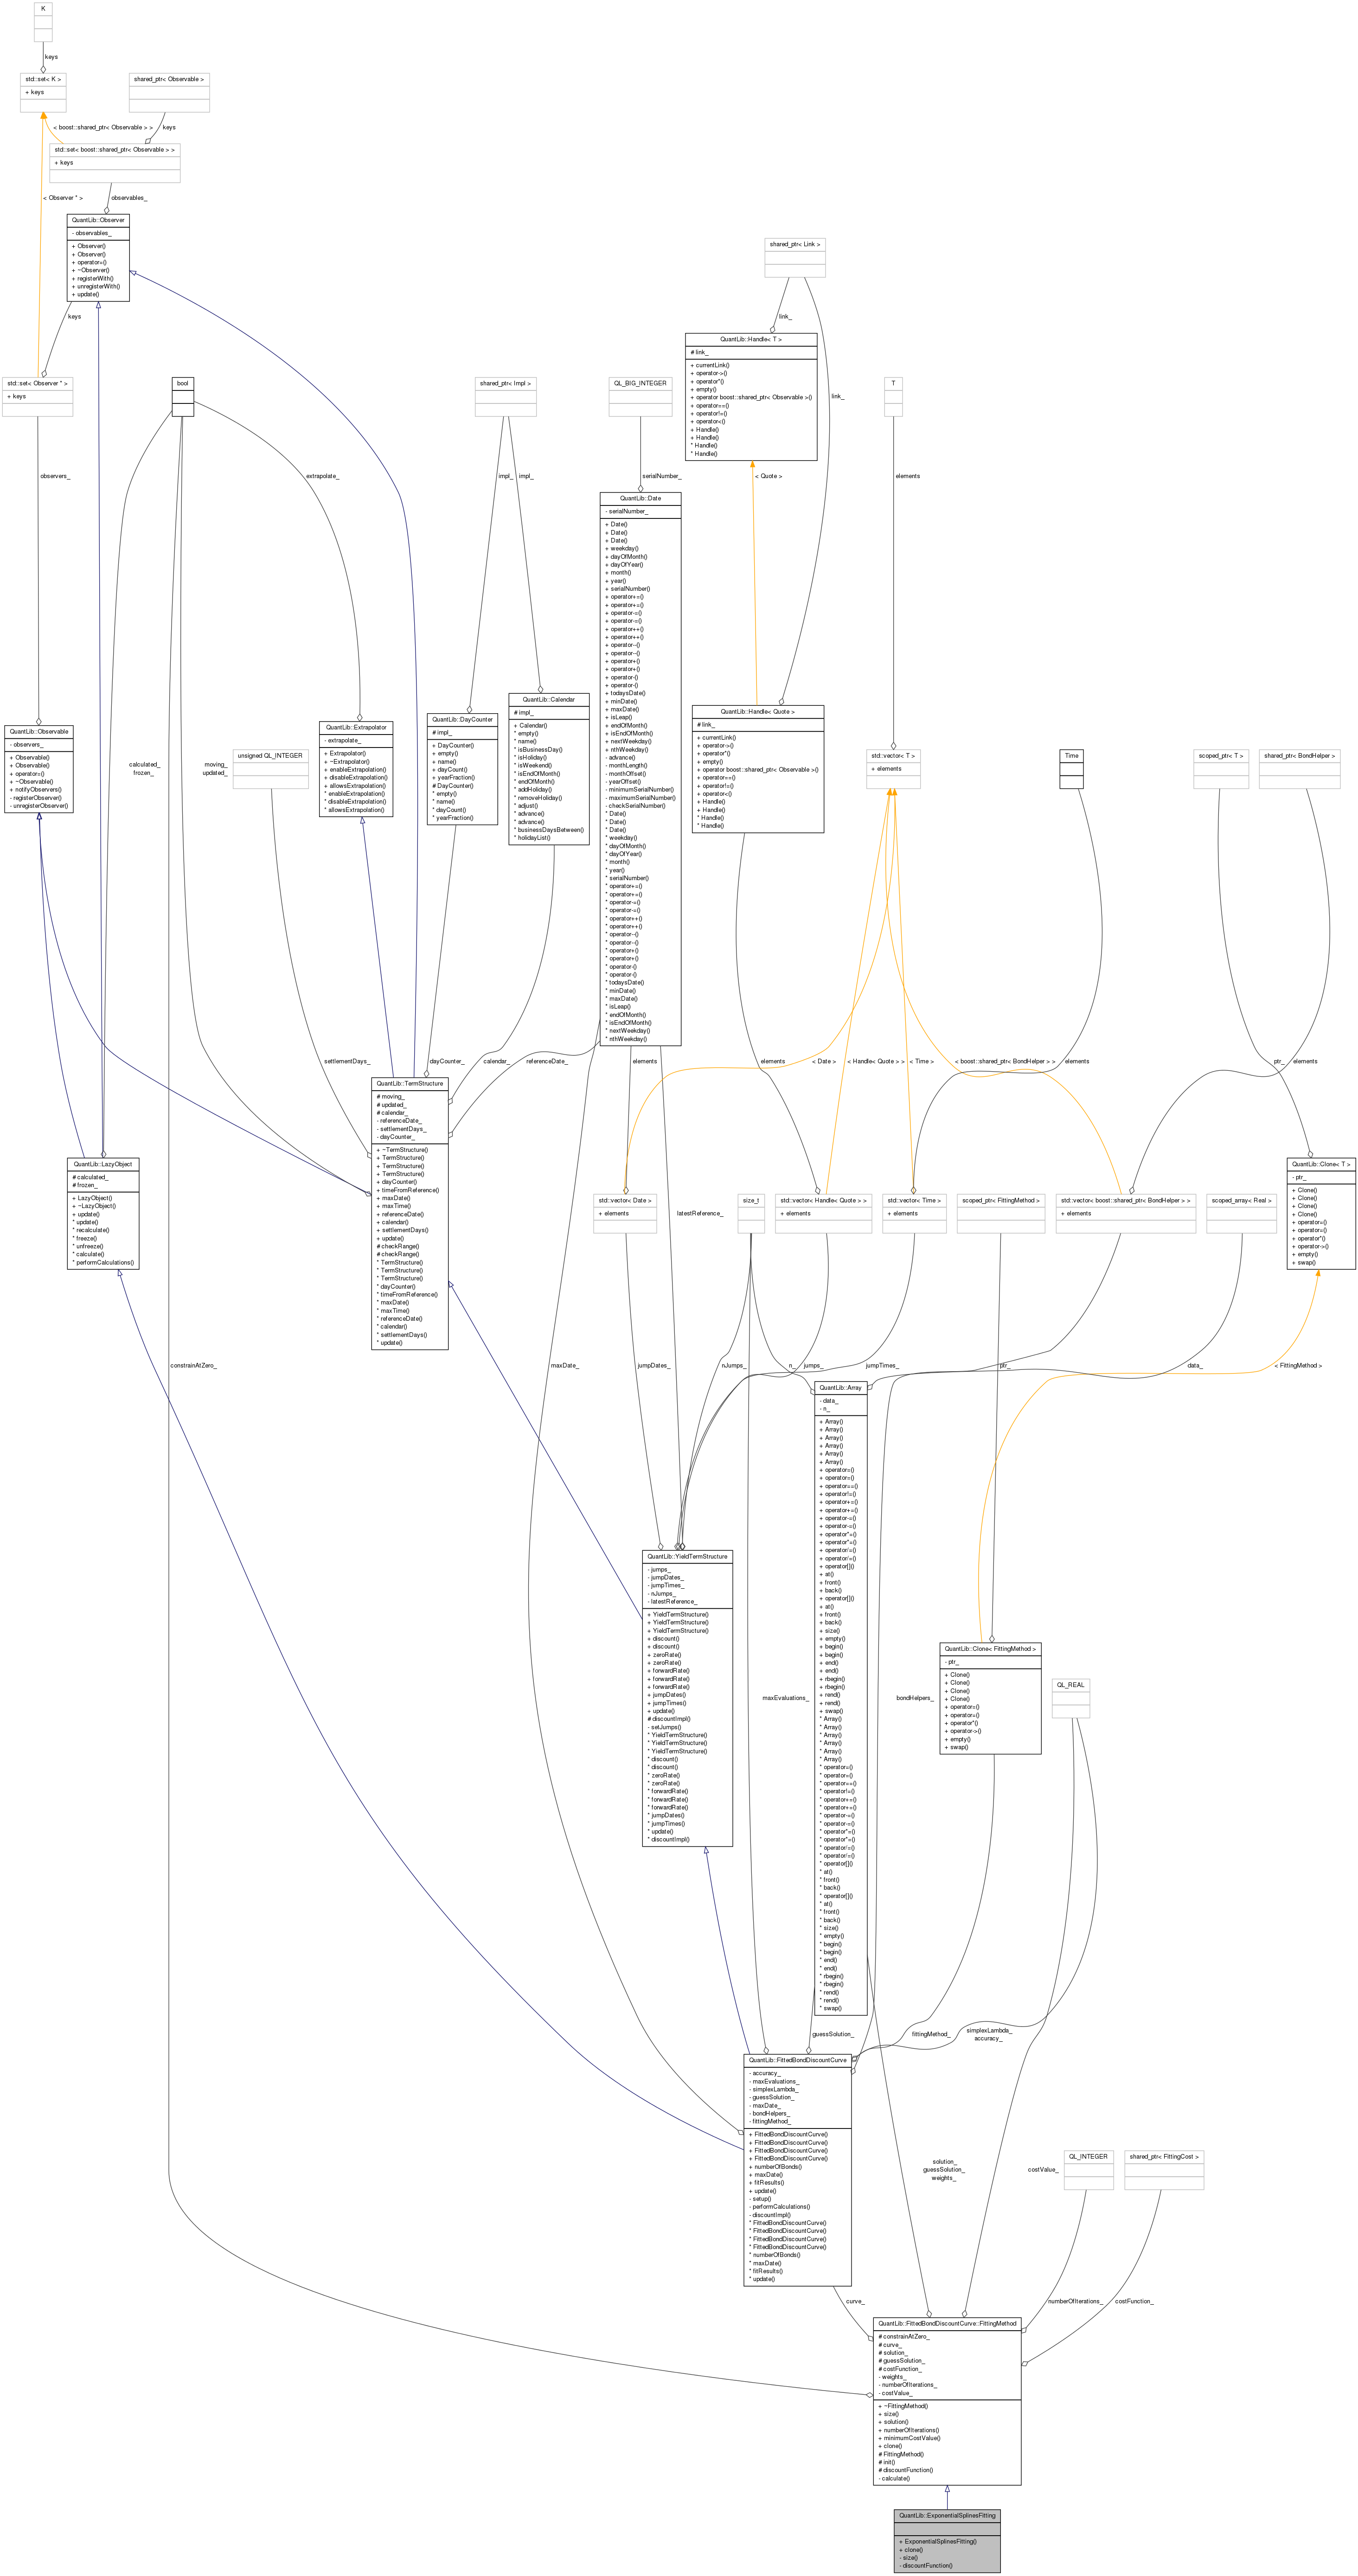 K
keys
std::set< K >
+ keys
shared_ptr< Observable >
< boost::shared_ptr< Observable > >
keys
std::set< boost::shared_ptr< Observable > >
+ keys
< Observer * >
observables_
QuantLib::Observer
- observables_
+ Observer()
+ Observer()
+ operator=()
+ ~Observer()
+ registerWith()
+ unregisterWith()
+ update()
keys
shared_ptr< Link >
link_
QuantLib::Handle< T >
# link_
+ currentLink()
+ operator->()
+ operator*()
+ empty()
+ operator boost::shared_ptr< Observable >()
+ operator==()
+ operator!=()
+ operator<()
+ Handle()
+ Handle()
* Handle()
* Handle()
link_
std::set< Observer * >
+ keys
bool
shared_ptr< Impl >
QL_BIG_INTEGER
T
observers_
extrapolate_
impl_
impl_
serialNumber_
< Quote >
elements
QuantLib::Date
- serialNumber_
+ Date()
+ Date()
+ Date()
+ weekday()
+ dayOfMonth()
+ dayOfYear()
+ month()
+ year()
+ serialNumber()
+ operator+=()
+ operator+=()
+ operator-=()
+ operator-=()
+ operator++()
+ operator++()
+ operator--()
+ operator--()
+ operator+()
+ operator+()
+ operator-()
+ operator-()
+ todaysDate()
+ minDate()
+ maxDate()
+ isLeap()
+ endOfMonth()
+ isEndOfMonth()
+ nextWeekday()
+ nthWeekday()
- advance()
- monthLength()
- monthOffset()
- yearOffset()
- minimumSerialNumber()
- maximumSerialNumber()
- checkSerialNumber()
* Date()
* Date()
* Date()
* weekday()
* dayOfMonth()
* dayOfYear()
* month()
* year()
* serialNumber()
* operator+=()
* operator+=()
* operator-=()
* operator-=()
* operator++()
* operator++()
* operator--()
* operator--()
* operator+()
* operator+()
* operator-()
* operator-()
* todaysDate()
* minDate()
* maxDate()
* isLeap()
* endOfMonth()
* isEndOfMonth()
* nextWeekday()
* nthWeekday()
QuantLib::Observable
- observers_
+ Observable()
+ Observable()
+ operator=()
+ ~Observable()
+ notifyObservers()
- registerObserver()
- unregisterObserver()
calculated_
frozen_
moving_
updated_
unsigned QL_INTEGER
QuantLib::Extrapolator
- extrapolate_
+ Extrapolator()
+ ~Extrapolator()
+ enableExtrapolation()
+ disableExtrapolation()
+ allowsExtrapolation()
* enableExtrapolation()
* disableExtrapolation()
* allowsExtrapolation()
QuantLib::DayCounter
# impl_
+ DayCounter()
+ empty()
+ name()
+ dayCount()
+ yearFraction()
# DayCounter()
* empty()
* name()
* dayCount()
* yearFraction()
QuantLib::Calendar
# impl_
+ Calendar()
* empty()
* name()
* isBusinessDay()
* isHoliday()
* isWeekend()
* isEndOfMonth()
* endOfMonth()
* addHoliday()
* removeHoliday()
* adjust()
* advance()
* advance()
* businessDaysBetween()
* holidayList()
QuantLib::Handle< Quote >
# link_
+ currentLink()
+ operator->()
+ operator*()
+ empty()
+ operator boost::shared_ptr< Observable >()
+ operator==()
+ operator!=()
+ operator<()
+ Handle()
+ Handle()
* Handle()
* Handle()
std::vector< T >
+ elements
Time
scoped_ptr< T >
shared_ptr< BondHelper >
settlementDays_
dayCounter_
calendar_
referenceDate_
elements
elements
< Date >
< Handle< Quote > >
< Time >
< boost::shared_ptr< BondHelper > >
elements
ptr_
elements
QuantLib::TermStructure
# moving_
# updated_
# calendar_
- referenceDate_
- settlementDays_
- dayCounter_
+ ~TermStructure()
+ TermStructure()
+ TermStructure()
+ TermStructure()
+ dayCounter()
+ timeFromReference()
+ maxDate()
+ maxTime()
+ referenceDate()
+ calendar()
+ settlementDays()
+ update()
# checkRange()
# checkRange()
* TermStructure()
* TermStructure()
* TermStructure()
* dayCounter()
* timeFromReference()
* maxDate()
* maxTime()
* referenceDate()
* calendar()
* settlementDays()
* update()
QuantLib::LazyObject
# calculated_
# frozen_
+ LazyObject()
+ ~LazyObject()
+ update()
* update()
* recalculate()
* freeze()
* unfreeze()
* calculate()
* performCalculations()
std::vector< Date >
+ elements
latestReference_
size_t
std::vector< Handle< Quote > >
+ elements
std::vector< Time >
+ elements
scoped_ptr< FittingMethod >
std::vector< boost::shared_ptr< BondHelper > >
+ elements
scoped_array< Real >
QuantLib::Clone< T >
- ptr_
+ Clone()
+ Clone()
+ Clone()
+ Clone()
+ operator=()
+ operator=()
+ operator*()
+ operator->()
+ empty()
+ swap()
constrainAtZero_
maxDate_
jumpDates_
nJumps_
n_
jumps_
jumpTimes_
ptr_
data_
< FittingMethod >
QuantLib::Array
- data_
- n_
+ Array()
+ Array()
+ Array()
+ Array()
+ Array()
+ Array()
+ operator=()
+ operator=()
+ operator==()
+ operator!=()
+ operator+=()
+ operator+=()
+ operator-=()
+ operator-=()
+ operator*=()
+ operator*=()
+ operator/=()
+ operator/=()
+ operator[]()
+ at()
+ front()
+ back()
+ operator[]()
+ at()
+ front()
+ back()
+ size()
+ empty()
+ begin()
+ begin()
+ end()
+ end()
+ rbegin()
+ rbegin()
+ rend()
+ rend()
+ swap()
* Array()
* Array()
* Array()
* Array()
* Array()
* Array()
* operator=()
* operator=()
* operator==()
* operator!=()
* operator+=()
* operator+=()
* operator-=()
* operator-=()
* operator*=()
* operator*=()
* operator/=()
* operator/=()
* operator[]()
* at()
* front()
* back()
* operator[]()
* at()
* front()
* back()
* size()
* empty()
* begin()
* begin()
* end()
* end()
* rbegin()
* rbegin()
* rend()
* rend()
* swap()
QuantLib::YieldTermStructure
- jumps_
- jumpDates_
- jumpTimes_
- nJumps_
- latestReference_
+ YieldTermStructure()
+ YieldTermStructure()
+ YieldTermStructure()
+ discount()
+ discount()
+ zeroRate()
+ zeroRate()
+ forwardRate()
+ forwardRate()
+ forwardRate()
+ jumpDates()
+ jumpTimes()
+ update()
# discountImpl()
- setJumps()
* YieldTermStructure()
* YieldTermStructure()
* YieldTermStructure()
* discount()
* discount()
* zeroRate()
* zeroRate()
* forwardRate()
* forwardRate()
* forwardRate()
* jumpDates()
* jumpTimes()
* update()
* discountImpl()
maxEvaluations_
bondHelpers_
QuantLib::Clone< FittingMethod >
- ptr_
+ Clone()
+ Clone()
+ Clone()
+ Clone()
+ operator=()
+ operator=()
+ operator*()
+ operator->()
+ empty()
+ swap()
QL_REAL
guessSolution_
fittingMethod_
simplexLambda_
accuracy_
QuantLib::FittedBondDiscountCurve
- accuracy_
- maxEvaluations_
- simplexLambda_
- guessSolution_
- maxDate_
- bondHelpers_
- fittingMethod_
+ FittedBondDiscountCurve()
+ FittedBondDiscountCurve()
+ FittedBondDiscountCurve()
+ FittedBondDiscountCurve()
+ numberOfBonds()
+ maxDate()
+ fitResults()
+ update()
- setup()
- performCalculations()
- discountImpl()
* FittedBondDiscountCurve()
* FittedBondDiscountCurve()
* FittedBondDiscountCurve()
* FittedBondDiscountCurve()
* numberOfBonds()
* maxDate()
* fitResults()
* update()
solution_
guessSolution_
weights_
costValue_
QL_INTEGER
shared_ptr< FittingCost >
curve_
numberOfIterations_
costFunction_
QuantLib::FittedBondDiscountCurve::FittingMethod
# constrainAtZero_
# curve_
# solution_
# guessSolution_
# costFunction_
- weights_
- numberOfIterations_
- costValue_
+ ~FittingMethod()
+ size()
+ solution()
+ numberOfIterations()
+ minimumCostValue()
+ clone()
# FittingMethod()
# init()
# discountFunction()
- calculate()
QuantLib::ExponentialSplinesFitting
+ ExponentialSplinesFitting()
+ clone()
- size()
- discountFunction()